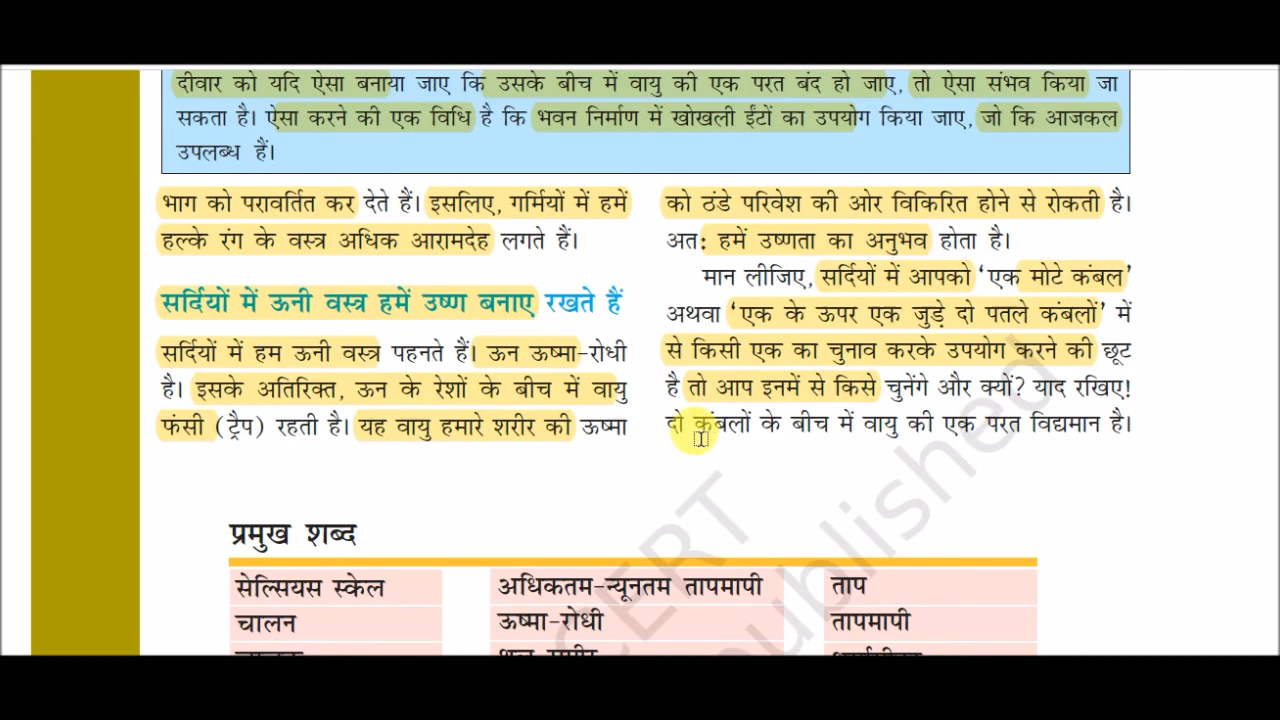 दीवार को यदि ऐसा बनाया जाए कि उसके बीच में वायु की एक परत बंद हो जाए, तो ऐसा संभव किया जा
सकता है। ऐसा करने की एक विधि है कि भवन निर्माण में खोखली ईंटों का उपयोग किया जाए, जो कि आजकल
उपलब्ध हैं।
भाग को परावर्तित कर देते हैं। इसलिए, गर्मियों में हमें
हल्के रंग के वस्त्र अधिक आरामदेह लगते हैं।
सर्दियों में ऊनी वस्त्र हमें उष्ण बनाए रखते हैं
सर्दियों में हम ऊनी वस्त्र पहनते हैं। ऊन ऊष्मा-रोधी
है। इसके अतिरिक्त, ऊन के रेशों के बीच में वायु
फंसी (ट्रैप) रहती है। यह वायु हमारे शरीर की ऊष्मा
को ठंडे परिवेश की ओर विकिरित होने से रोकती है।
अत: हमें उष्णता का अनुभव होता है।
मान लीजिए, सर्दियों में आपको ‘एक मोटे कंबल’
अथवा ‘एक के ऊपर एक जुड़े दो पतले कंबलों’ में
से किसी एक का चुनाव करके उपयोग करने की छूट
है तो आप इनमें से किसे चुनेंगे और क्यों? याद रखिए!
दो कंबलों के बीच में वायु की एक परत विद्यमान है।
प्रमुख शब्द
सेल्सियस स्केल अधिकतम-न्यूनतम तापमापी ताप
चालन ऊष्मा-रोधी तापमापी